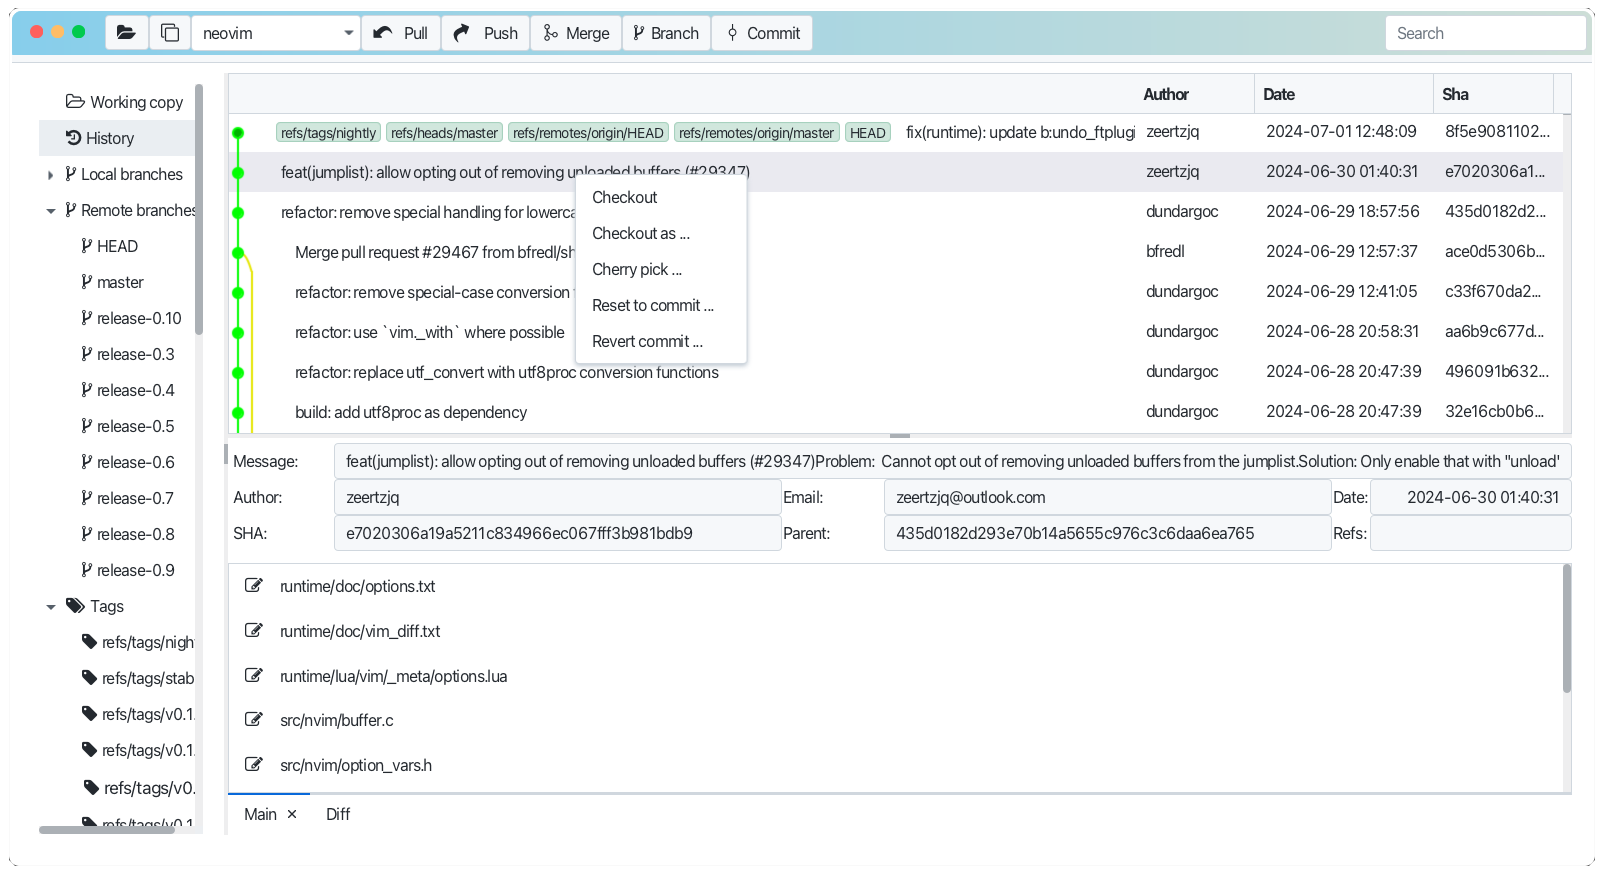 neovim Pull Push Merge Branch Commit Search
Working copy
History
Local branches
Remote branches
HEAD
master
release-0.10
release-0.3
release-0.4
release-0.5
release-0.6
release-0.7
release-0.8
release-0.9
Tags
refs/tags/nigh
refs/tags/stab
refs/tags/v0.1.
refs/tags/v0.1.
refs/tags/v0.
refs/tags/v0.1
Author Date Sha
refs/tags/nightly refs/heads/master refs/remotes/origin/HEAD refs/remotes/origin/master HEAD fix(runtime): update b:undo_ftplugi zeertzjq 2024-07-01 12:48:09 8f5e9081102...
feat(jumplist): allow opting out of removing unloaded buffers (#29347) zeertzjq 2024-06-30 01:40:31 e7020306a1...
refactor: remove special handling for lowerca dundargoc 2024-06-29 18:57:56 435d0182d2...
Merge pull request #29467 from bfredl/sh bfredl 2024-06-29 12:57:37 ace0d5306b...
refactor: remove special-case conversion dundargoc 2024-06-29 12:41:05 c33f670da2...
refactor: use `vim._with` where possible dundargoc 2024-06-28 20:58:31 aa6b9c677d...
refactor: replace utf_convert with utf8proc conversion functions dundargoc 2024-06-28 20:47:39 496091b632...
build: add utf8proc as dependency dundargoc 2024-06-28 20:47:39 32e16cb0b6...
Checkout
Checkout as ...
Cherry pick ...
Reset to commit ...
Revert commit ...
Message: feat(jumplist): allow opting out of removing unloaded buffers (#29347)Problem: Cannot opt out of removing unloaded buffers from the jumplist.Solution: Only enable that with "unload'
Author: zeertzjq Email: zeertzjq@outlook.com Date: 2024-06-30 01:40:31
SHA: e7020306a19a5211c834966ec067fff3b981bdb9 Parent: 435d0182d293e70b14a5655c976c3c6daa6ea765 Refs:
runtime/doc/options.txt
runtime/doc/vim_diff.txt
runtime/lua/vim/_meta/options.lua
src/nvim/buffer.c
src/nvim/option_vars.h
Main × Diff